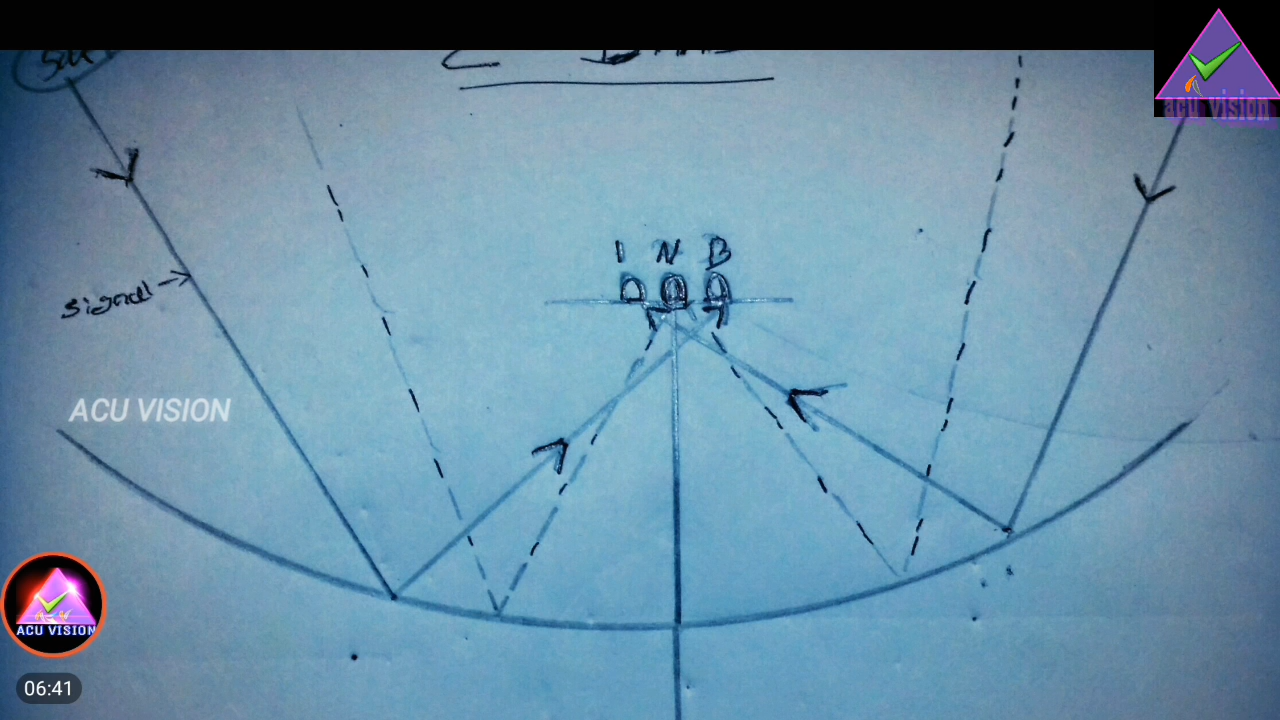 acu vision
I N B
Signal
ACU VISION
ACU VISION
06:41